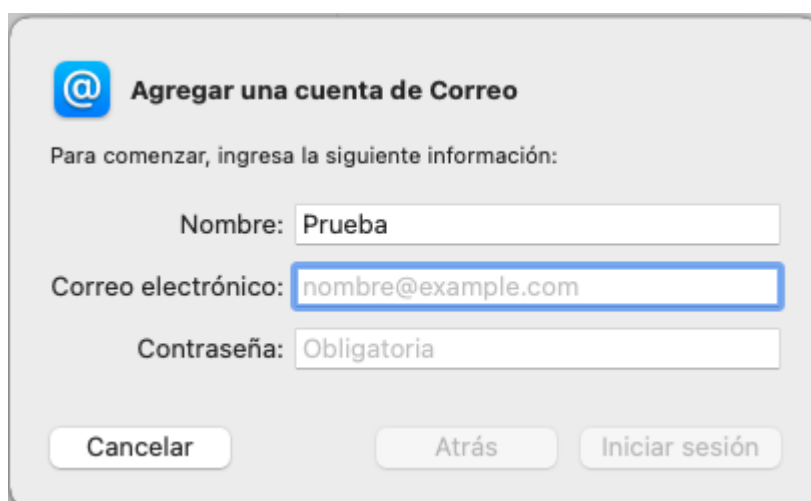 @ Agregar una cuenta de Correo
Para comenzar, ingresa la siguiente información:
Nombre: Prueba
Correo electrónico: nombre@example.com
Contraseña: Obligatoria
Cancelar Atrás Iniciar sesión